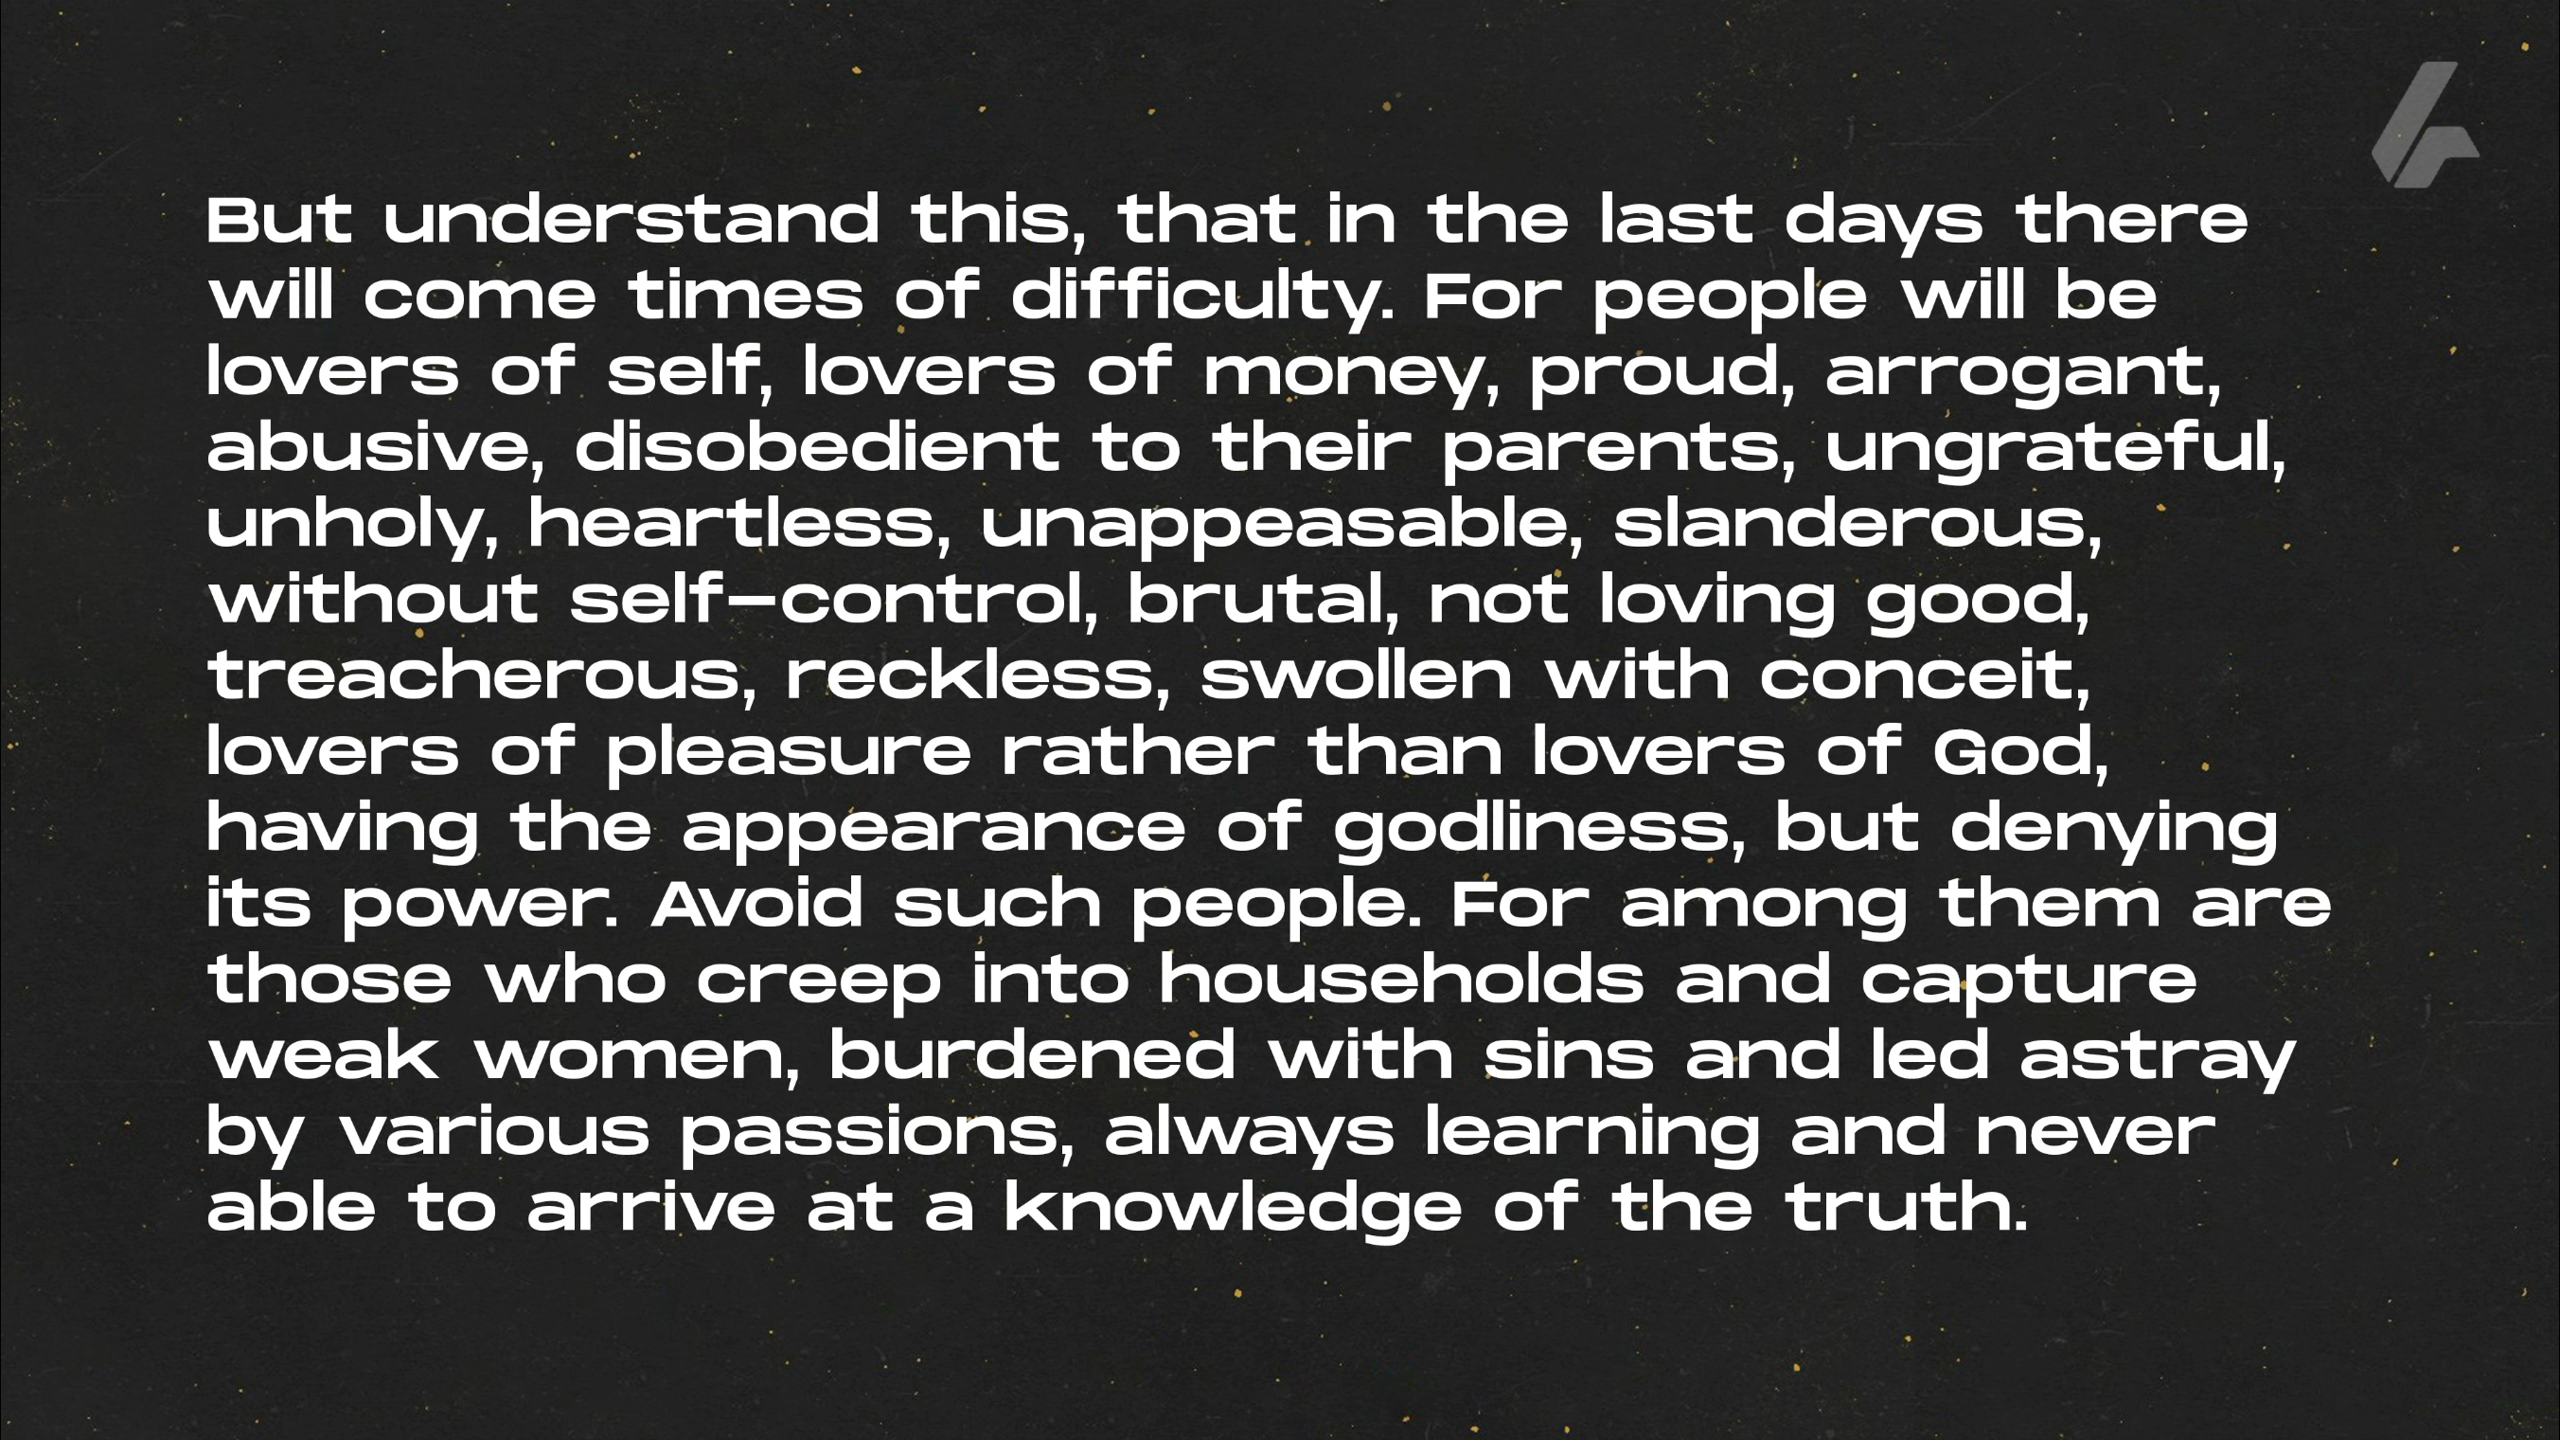 But understand this, that in the last days there
will come times of difficulty. For people will be
lovers of self, lovers of money, proud, arrogant,
abusive, disobedient to their parents, ungrateful,
unholy, heartless, unappeasable, slanderous,
without self-control, brutal, not loving good,
treacherous, reckless, swollen with conceit,
lovers of pleasure rather than lovers of God,
having the appearance of godliness, but denying
its power. Avoid such people. For among them are
those who creep into households and capture
weak women, burdened with sins and led astray
by various passions, always learning and never
able to arrive at a knowledge of the truth.